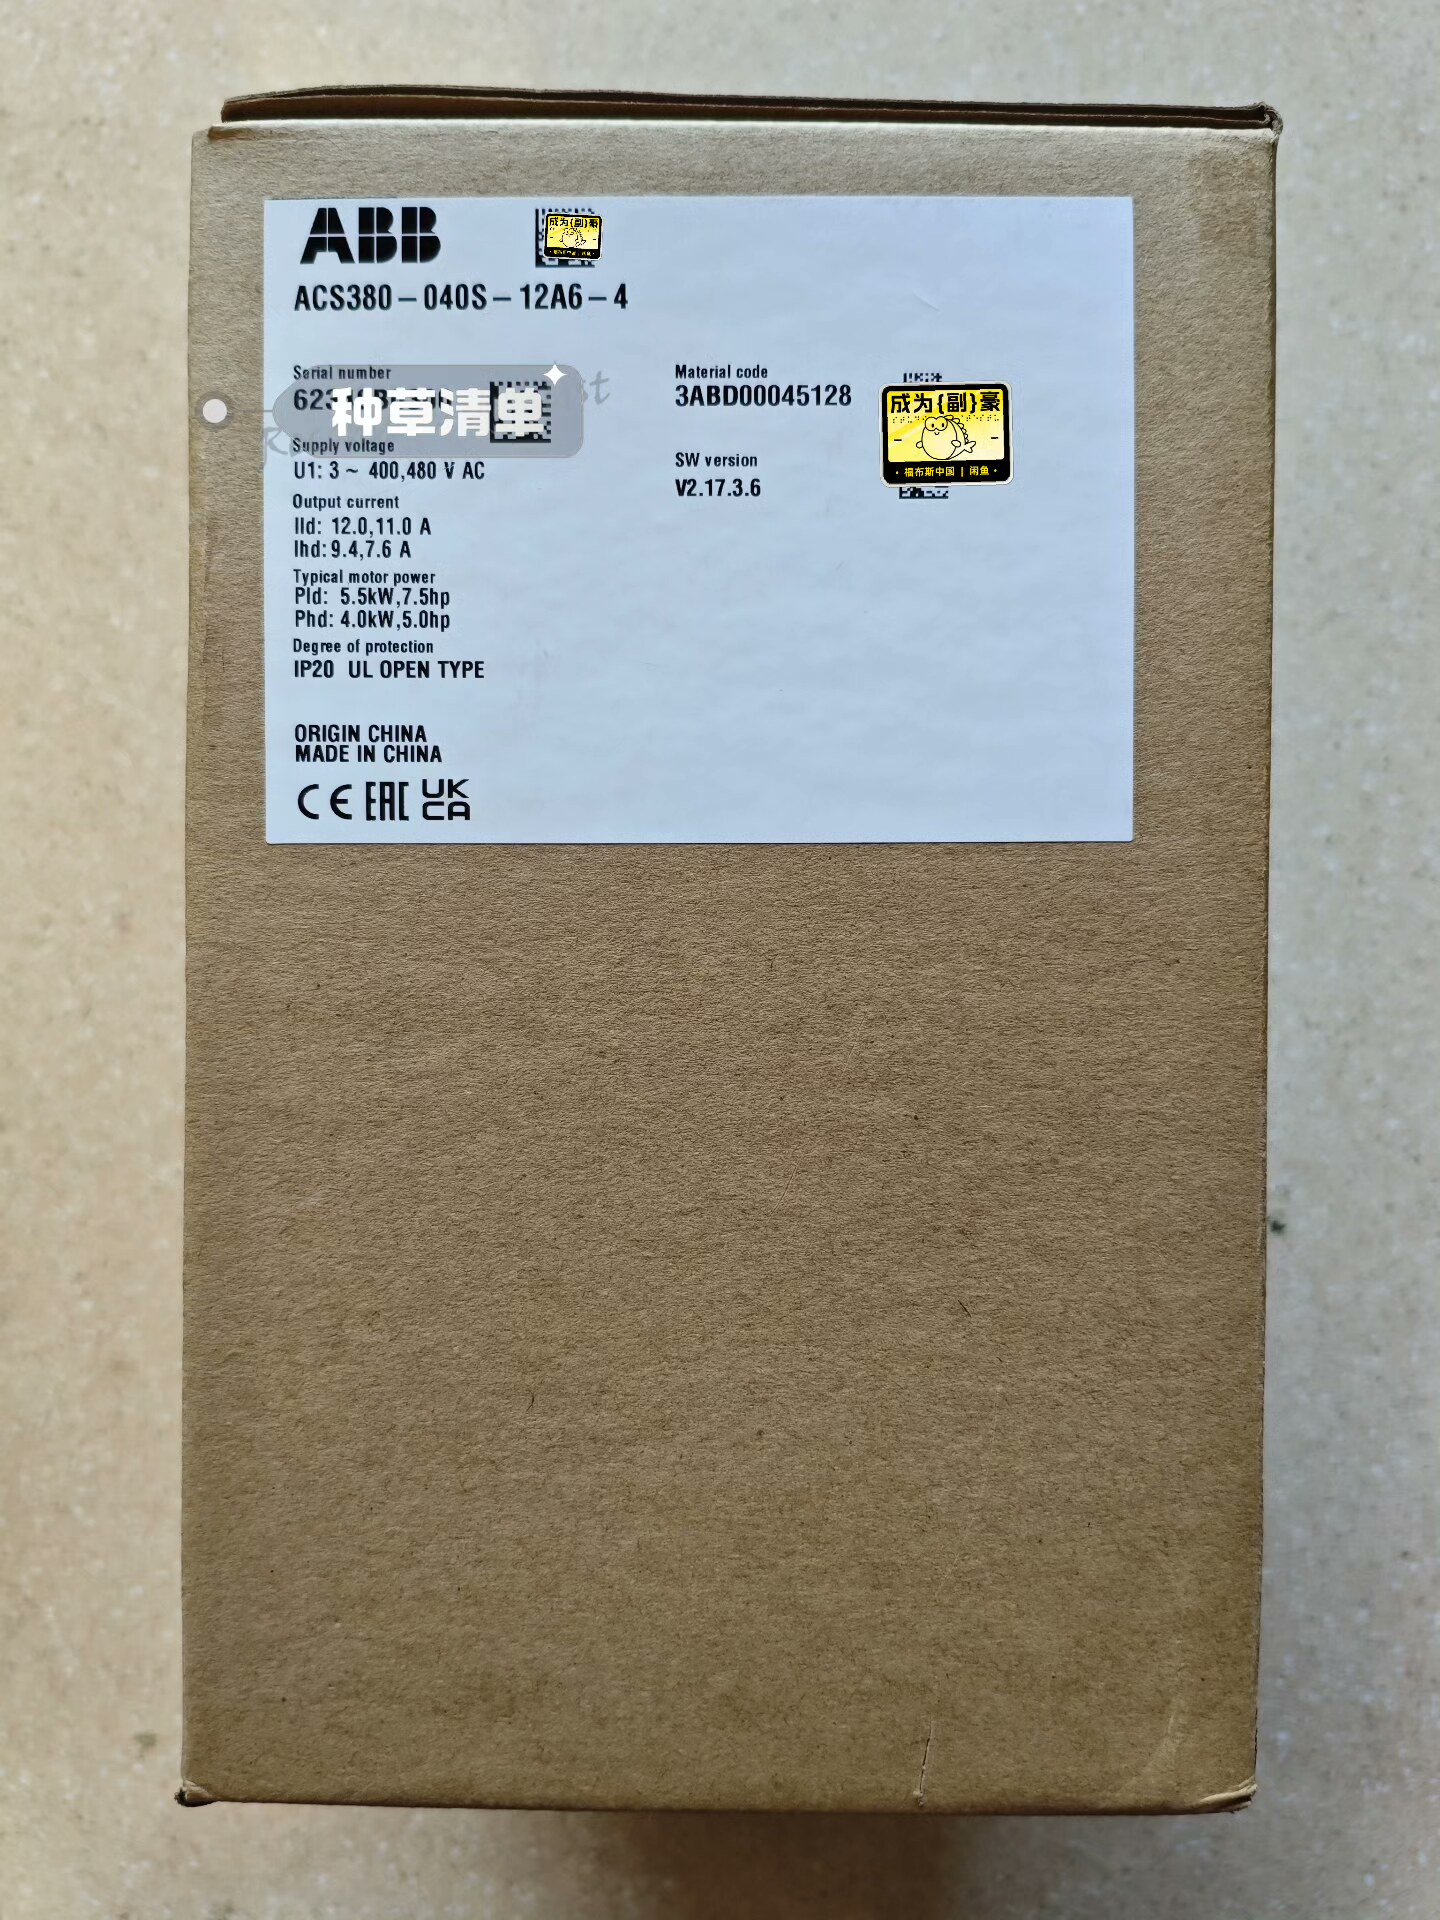 ABB
成为{副}豪
ACS380-040S-12A6-4
Serial number
种草清单
Supply voltage
U1: 3~ 400,480 V AC
Output current
Ild: 12.0,11.0 A
Ihd: 9.4,7.6 A
Typical motor power
Pld: 5.5kW,7.5hp
Phd: 4.0kW,5.0hp
Degree of protection
IP20 UL OPEN TYPE
ORIGIN CHINA
MADE IN CHINA
CE EAC UK
CA
Material code
3ABD00045128
SW version
V2.17.3.6
成为{副}豪
·福布斯中国 | 闲鱼·